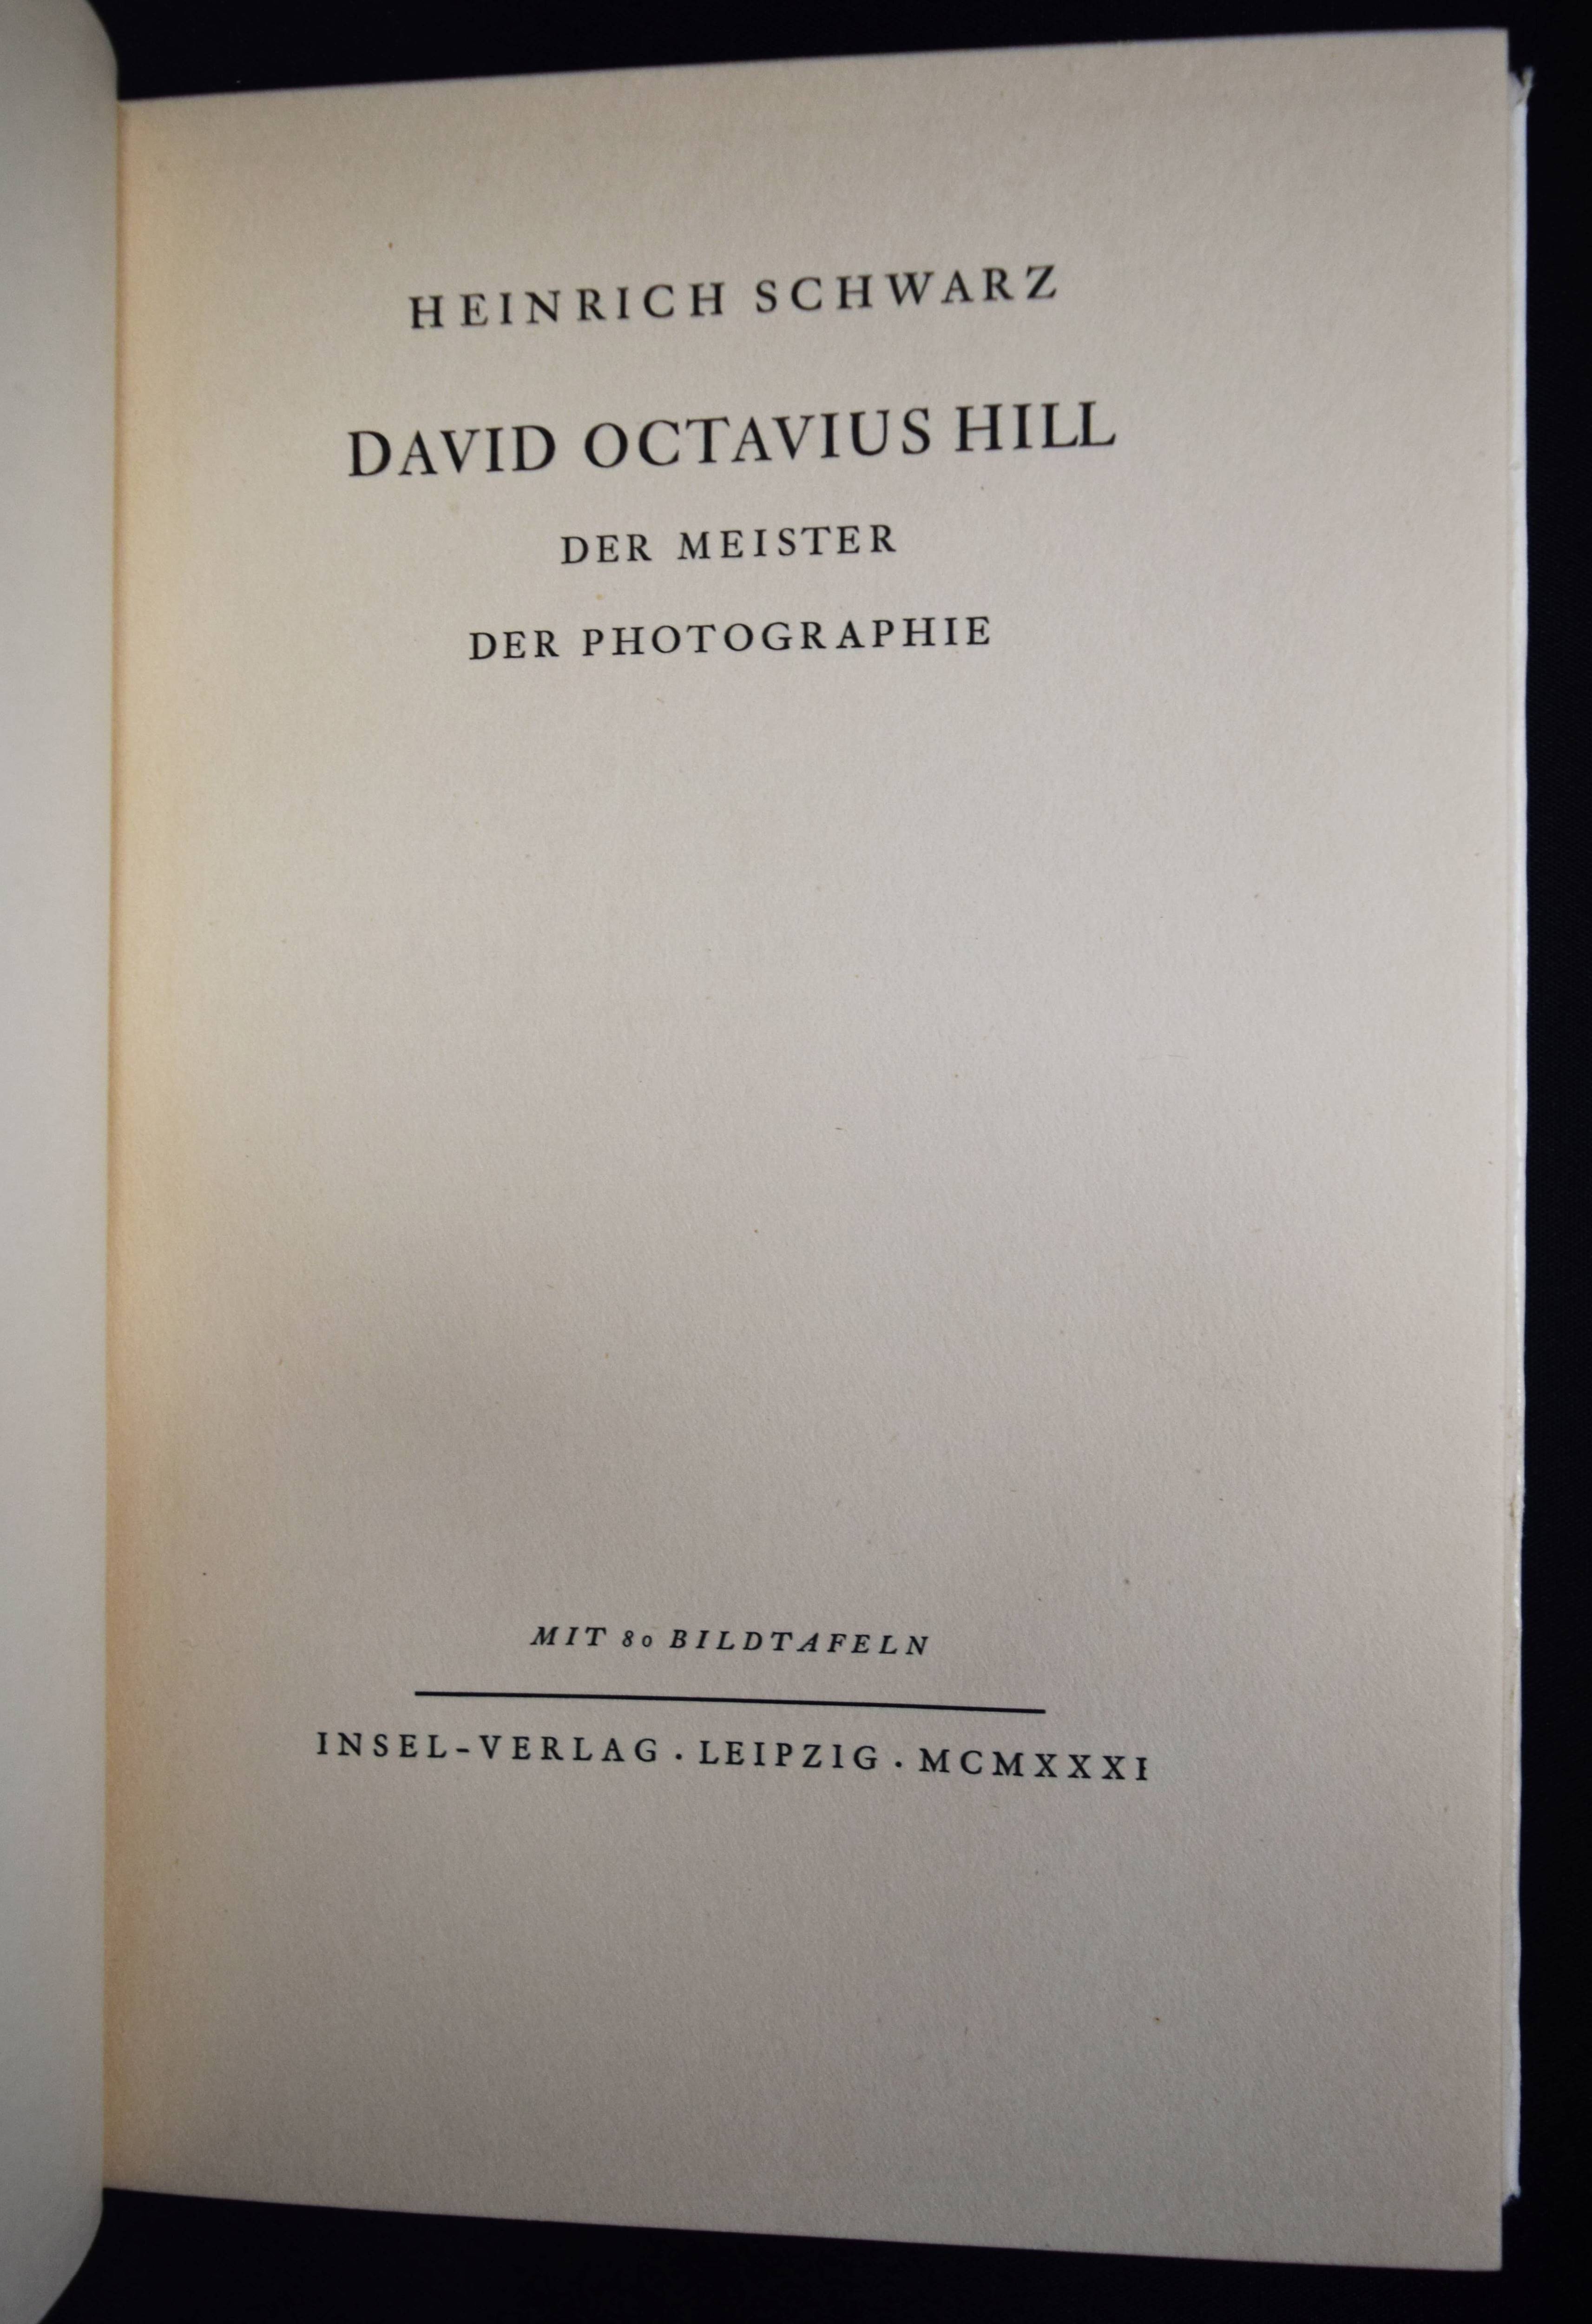 HEINRICH SCHWARZ
DAVID OCTAVIUS HILL
DER MEISTER
DER PHOTOGRAPHIE
MIT 80 BILDTAFELN
INSEL-VERLAG · LEIPZIG · MCMXXXI